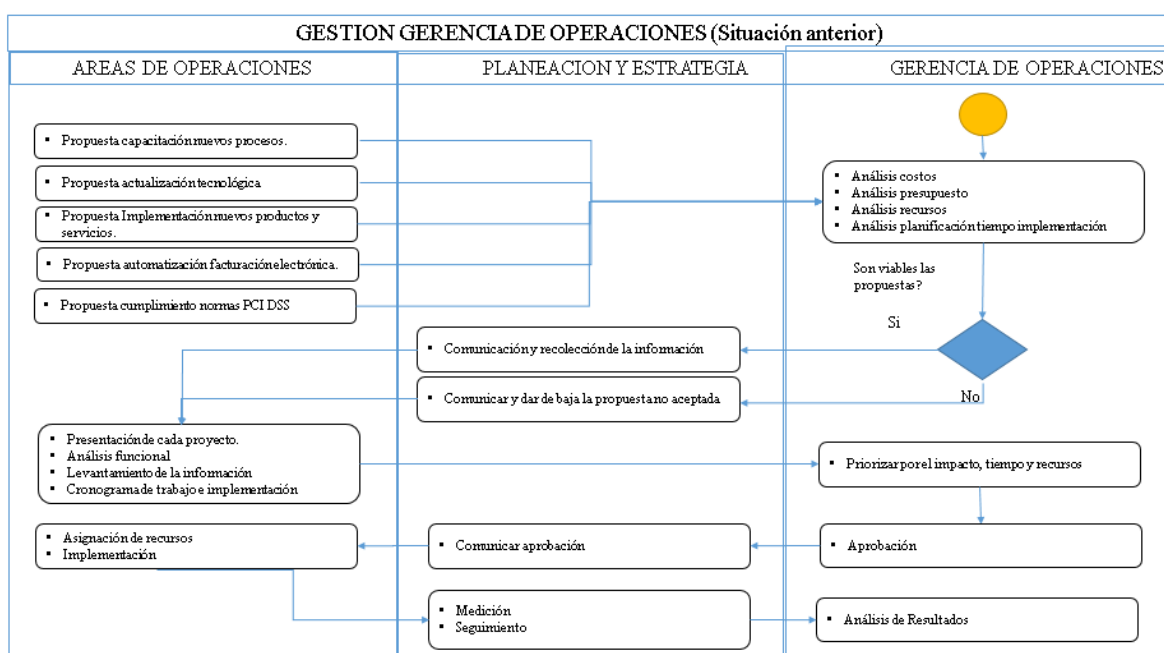 GESTION GERENCIA DE OPERACIONES (Situación anterior)
AREAS DE OPERACIONES
PLANEACION Y ESTRATEGIA
GERENCIA DE OPERACIONES
▪ Propuesta capacitación nuevos procesos.
▪ Propuesta actualización tecnológica
▪ Propuesta Implementación nuevos productos y
servicios.
▪ Propuesta automatización facturación electrónica.
▪ Propuesta cumplimiento normas PCI DSS
▪ Análisis costos
▪ Análisis presupuesto
▪ Análisis recursos
▪ Análisis planificación tiempo implementación
Son viables las
propuestas?
Si
No
▪ Comunicación y recolección de la información
▪ Comunicar y dar de baja la propuesta no aceptada
▪ Presentación de cada proyecto.
▪ Análisis funcional
▪ Levantamiento de la información
▪ Cronograma de trabajo e implementación
▪ Priorizar por el impacto, tiempo y recursos
▪ Asignación de recursos
▪ Implementación
▪ Comunicar aprobación
▪ Aprobación
▪ Medición
▪ Seguimiento
▪ Análisis de Resultados